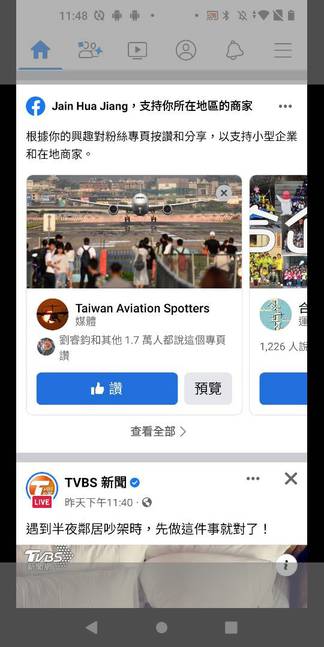 11:48
Jain Hua Jiang，支持你所在地區的商家
根據你的興趣對粉絲專頁按讚和分享，以支持小型企業
和在地商家。
Taiwan Aviation Spotters
媒體
劉睿鈞和其他 1.7 萬人都說這個專頁
讚
讚
預覽
1,226 人說
查看全部
TVBS 新聞
LIVE
昨天下午11:40
遇到半夜鄰居吵架時，先做這件事就對了！
TVBS
新聞網